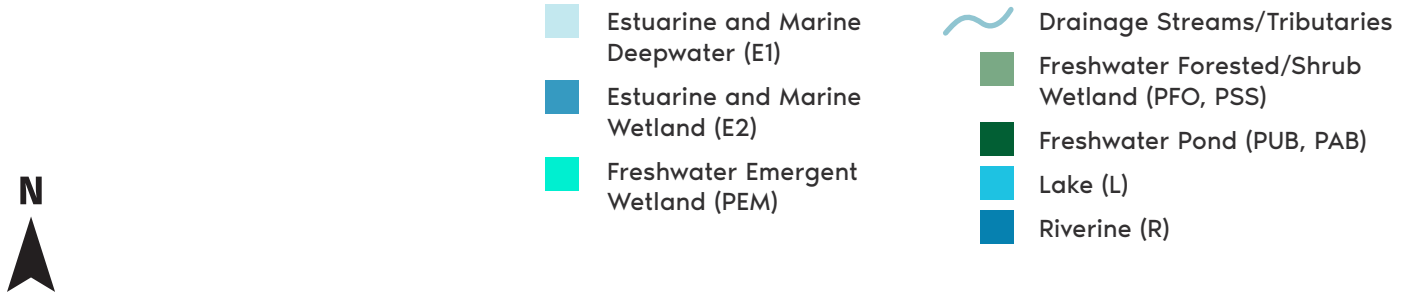 Estuarine and Marine
Deepwater (E1)
Estuarine and Marine
Wetland (E2)
Freshwater Emergent
Wetland (PEM)
Drainage Streams/Tributaries
Freshwater Forested/Shrub
Wetland (PFO, PSS)
Freshwater Pond (PUB, PAB)
Lake (L)
Riverine (R)
N